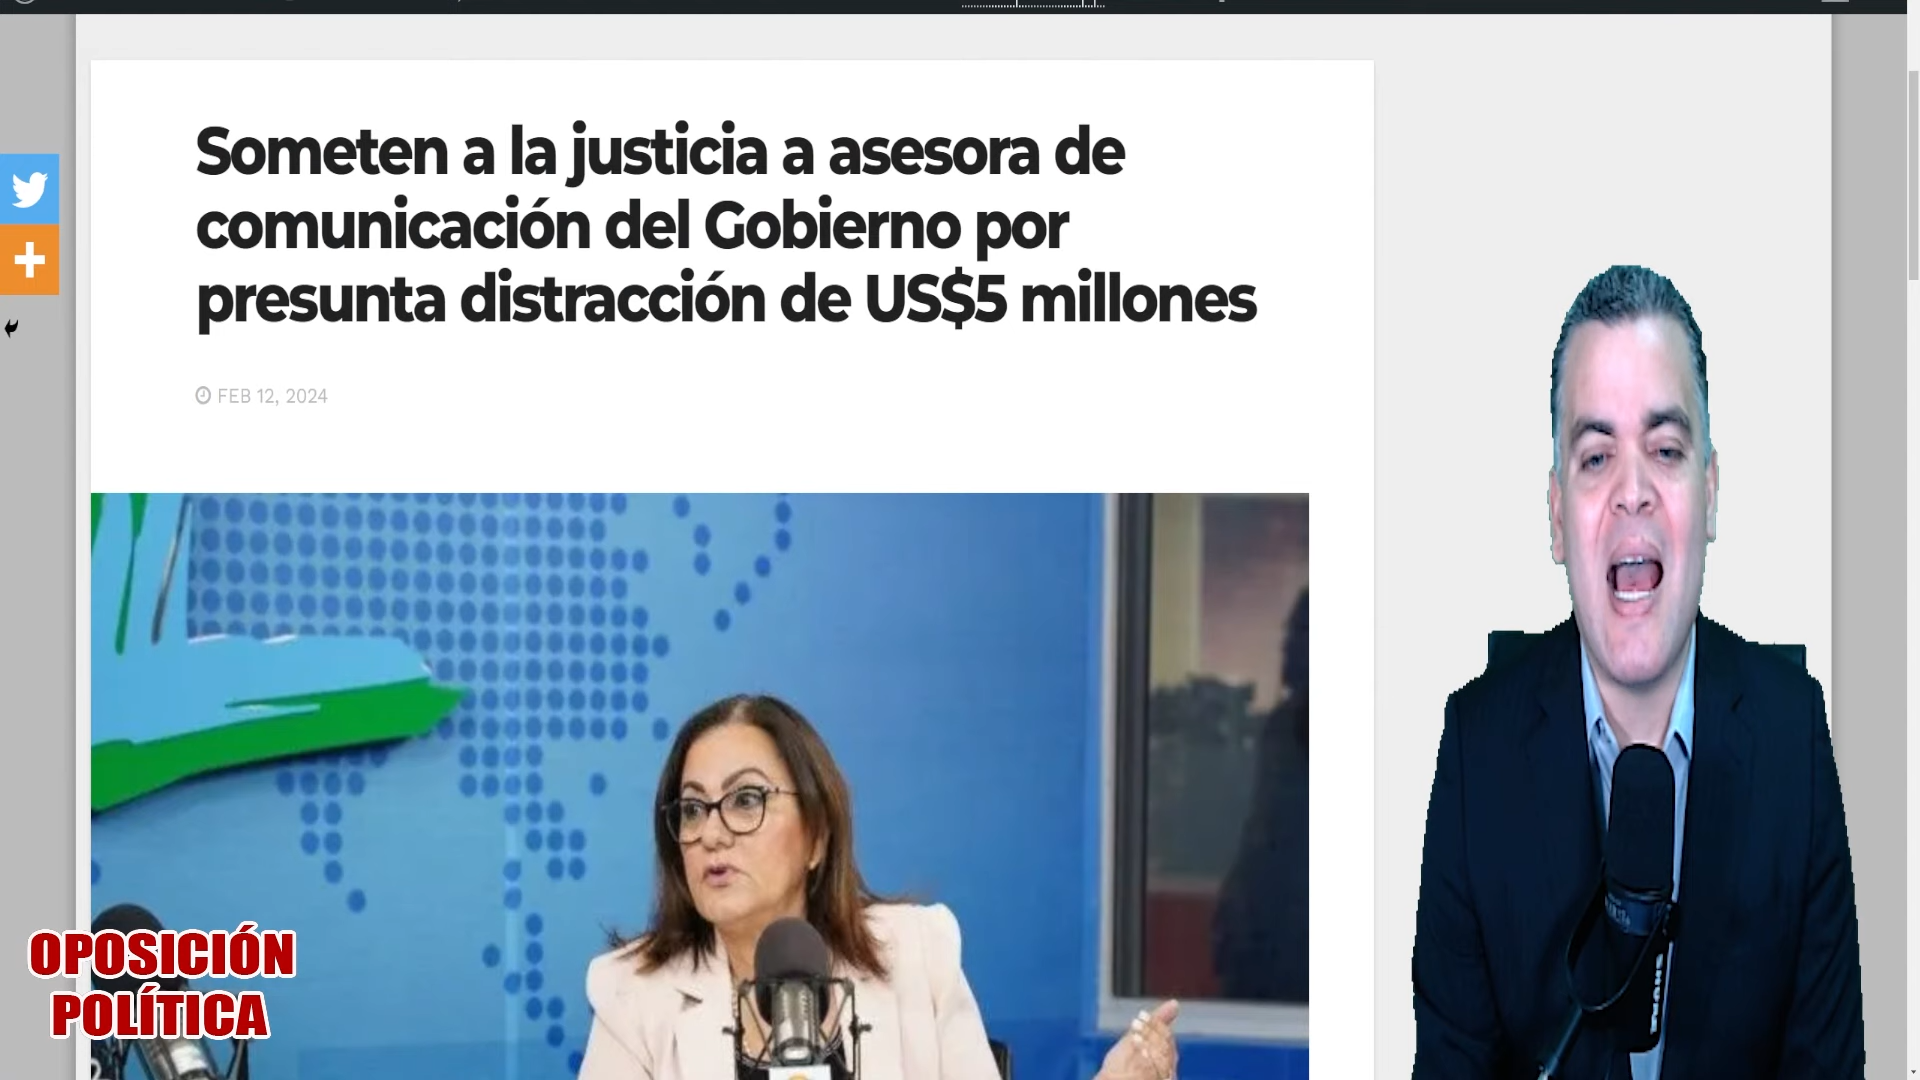 Someten a la justicia a asesora de
comunicación del Gobierno por
presunta distracción de US$5 millones
FEB 12, 2024
OPOSICIÓN
POLÍTICA
SHURE